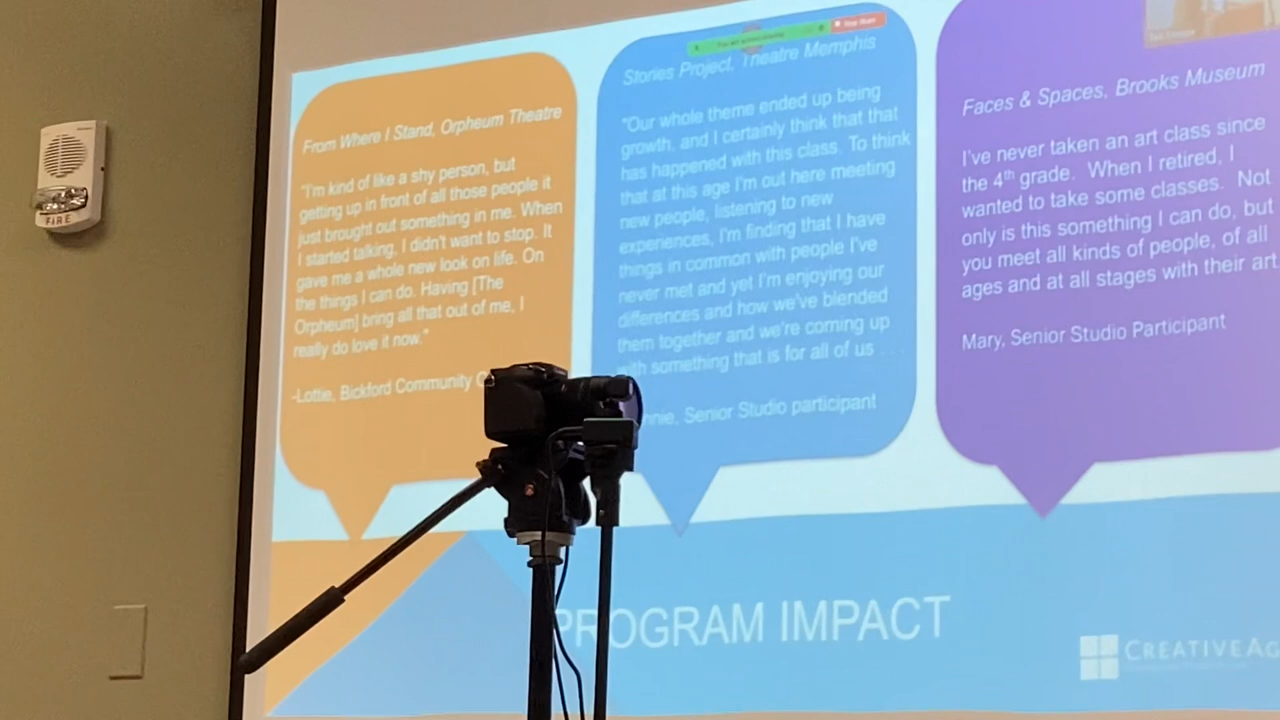 FIRE
Stop Share
From Where I Stand, Orpheum Theatre
"I'm kind of like a shy person, but
getting up in front of all those people it
just brought out something in me. When
I started talking, I didn't want to stop. It
gave me a whole new look on life. On
the things I can do. Having [The
Orpheum] bring all that out of me, I
really do love it now."
-Lottie, Bickford Community
Stories Project, Theatre Memphis
"Our whole theme ended up being
growth, and I certainly think that that
has happened with this class. To think
that at this age I'm out here meeting
new people, listening to new
experiences, I'm finding that I have
things in common with people I've
never met and yet I'm enjoying our
differences and how we've blended
them together and we're coming up
with something that is for all of us
Senior Studio participant
Faces & Spaces, Brooks Museum
I've never taken an art class since
the 4th grade. When I retired, I
wanted to take some classes. Not
only is this something I can do, but
you meet all kinds of people, of all
ages and at all stages with their art.
Mary, Senior Studio Participant
PROGRAM IMPACT
CREATIVEAG